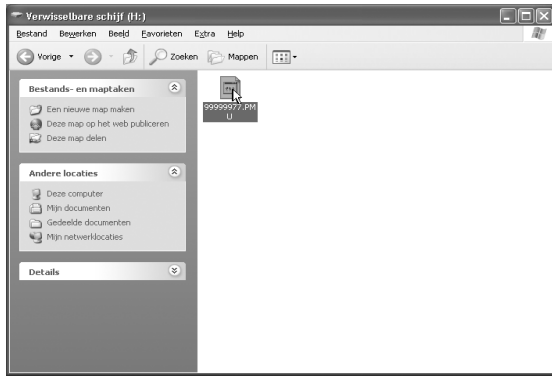 Verwisselbare schijf (H:)
Bestand Bewerken Beeld Favorieten Extra Help
Vorige Zoeken Mappen
Bestands- en maptaken
Een nieuwe map maken
Deze map op het web publiceren
Deze map delen
Andere locaties
Deze computer
Mijn documenten
Gedeelde documenten
Mijn netwerklocaties
Details
99999977.PM
U